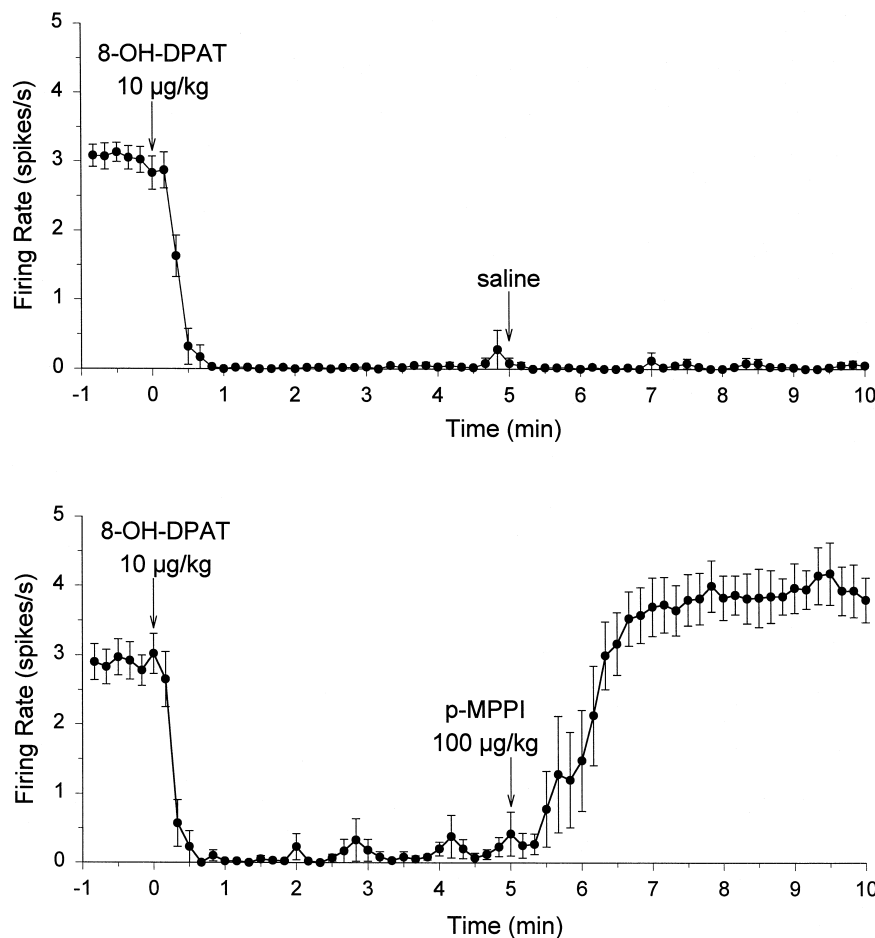 5
8-OH-DPAT
10 µg/kg
4
3
2
1
0
Firing Rate (spikes/s)
saline
-1 0 1 2 3 4 5 6 7 8 9 10
Time (min)
5
8-OH-DPAT
10 µg/kg
4
3
2
1
0
Firing Rate (spikes/s)
p-MPPI
100 µg/kg
-1 0 1 2 3 4 5 6 7 8 9 10
Time (min)